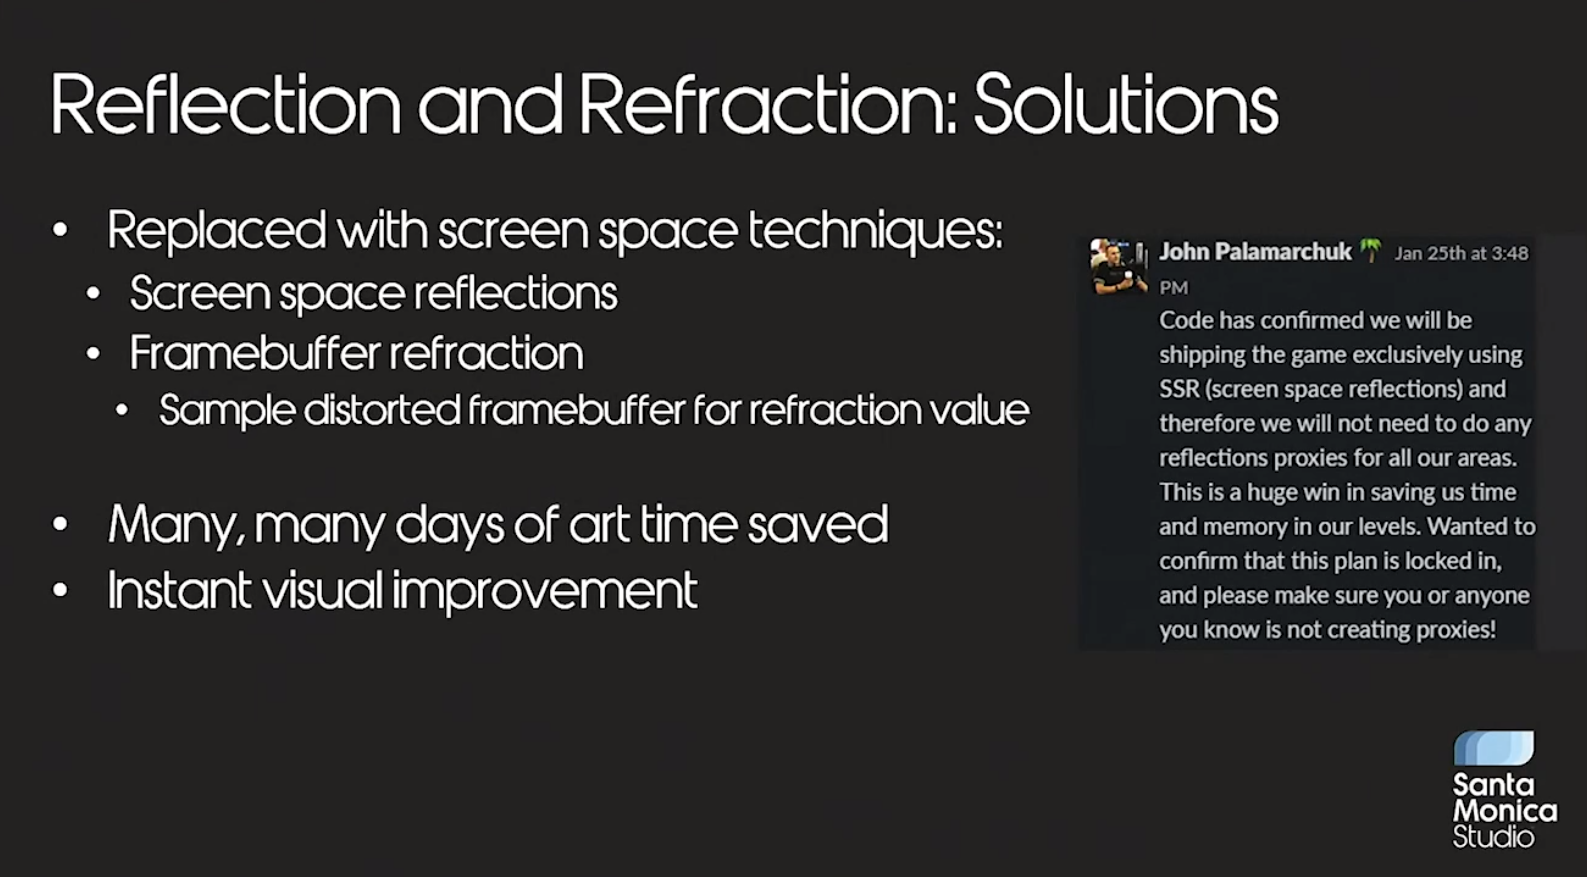 Reflection and Refraction: Solutions
• Replaced with screen space techniques:
• Screen space reflections
• Framebuffer refraction
• Sample distorted framebuffer for refraction value
• Many, many days of art time saved
• Instant visual improvement
John Palamarchuk 🌴 Jan 25th at 3:48
PM
Code has confirmed we will be
shipping the game exclusively using
SSR (screen space reflections) and
therefore we will not need to do any
reflections proxies for all our areas.
This is a huge win in saving us time
and memory in our levels. Wanted to
confirm that this plan is locked in,
and please make sure you or anyone
you know is not creating proxies!
Santa
Monica
Studio